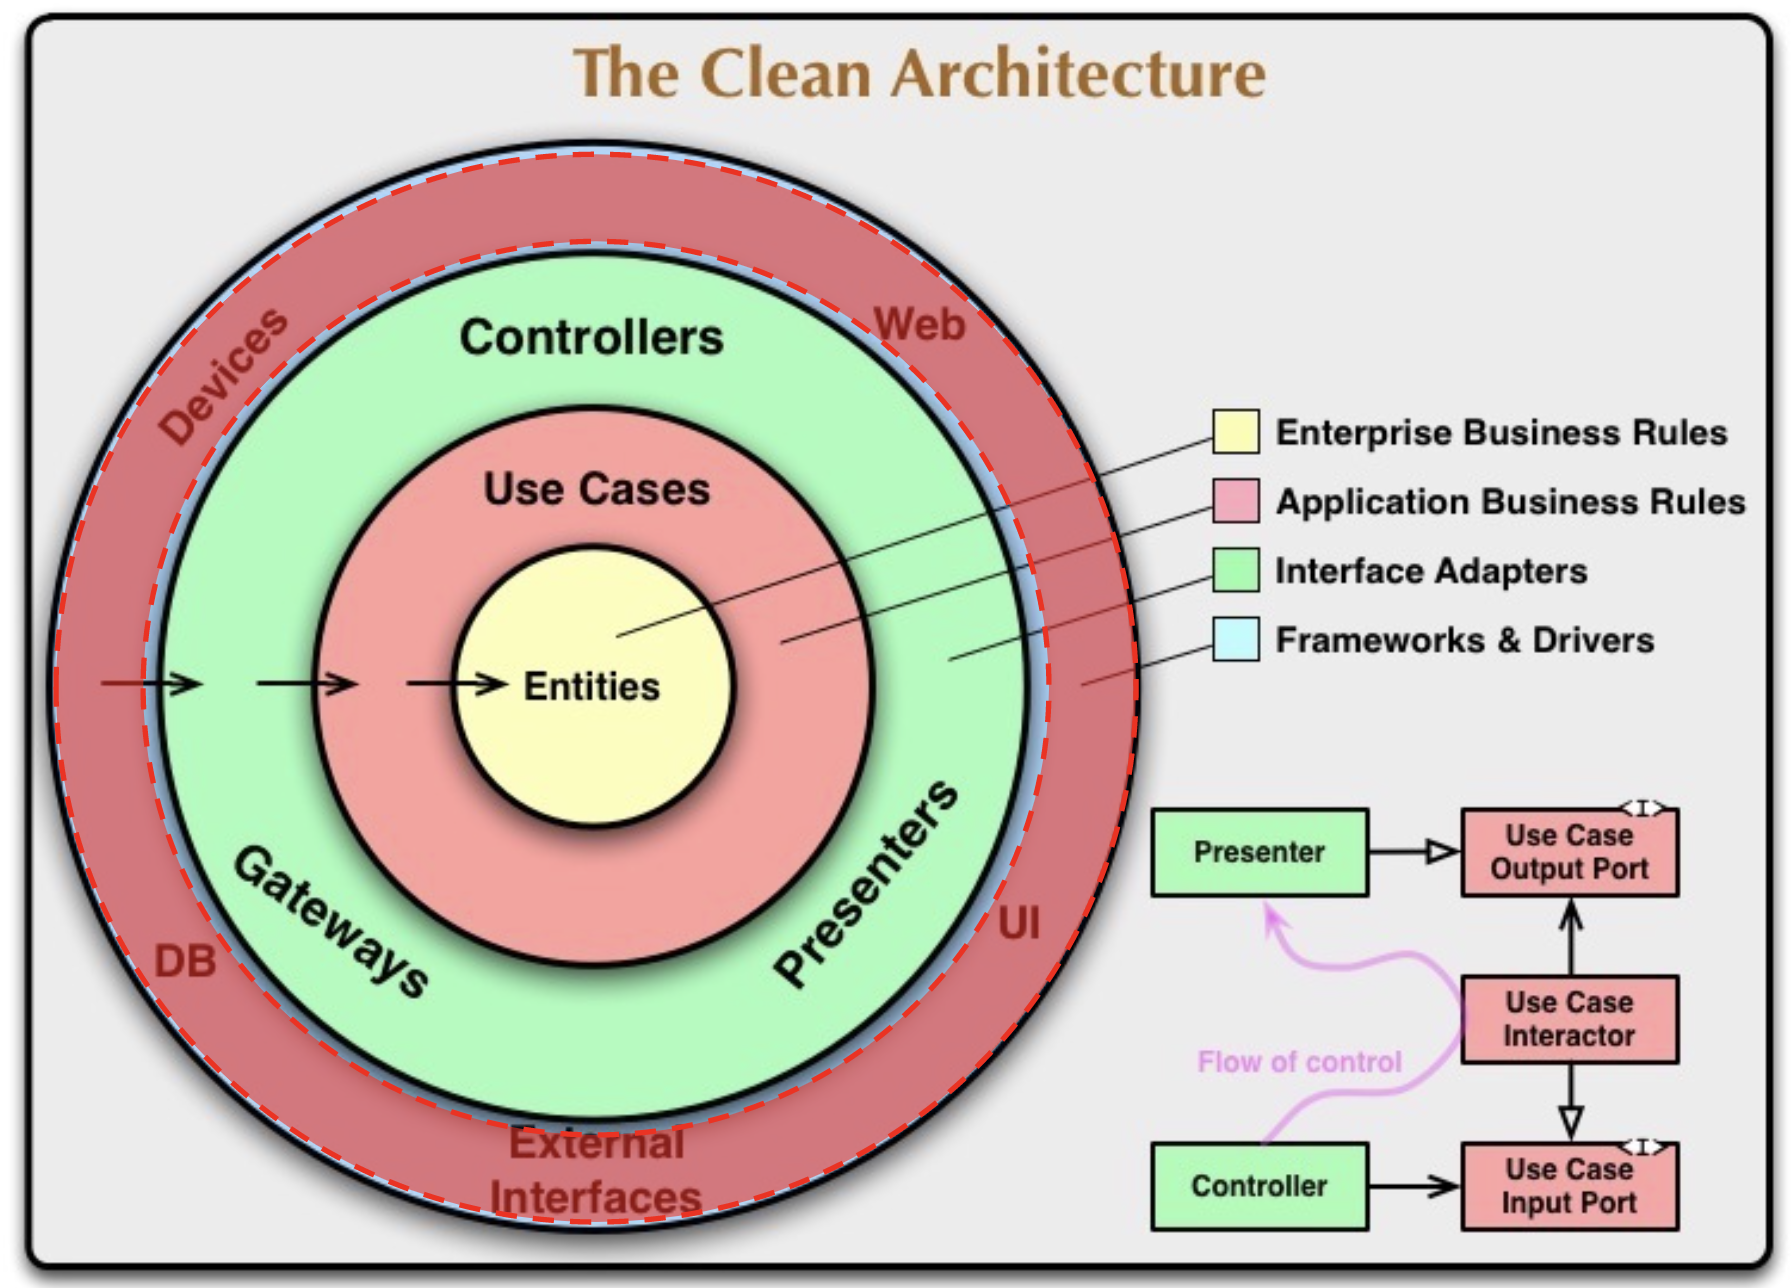 The Clean Architecture
Devices
Web
Controllers
Use Cases
Entities
Gateways
Presenters
DB
UI
External
Interfaces
Enterprise Business Rules
Application Business Rules
Interface Adapters
Frameworks & Drivers
Presenter
<I>
Use Case
Output Port
Use Case
Interactor
Flow of control
Controller
<I>
Use Case
Input Port